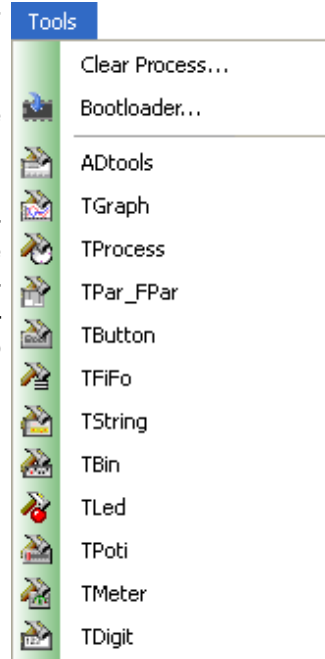 Tools
Clear Process...
Bootloader...
ADtools
TGraph
TProcess
TPar_FPar
TButton
TFiFo
TString
TBin
TLed
TPoti
TMeter
TDigit